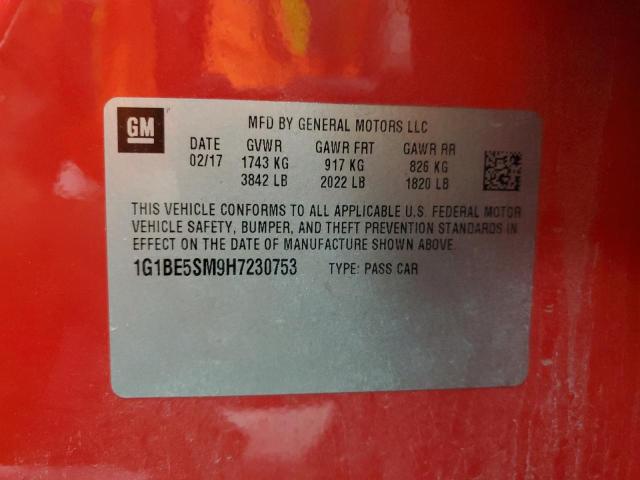 GM
MFD BY GENERAL MOTORS LLC
DATE GVWR GAWR FRT GAWR RR
02/17 1743 KG 917 KG 826 KG
3842 LB 2022 LB 1820 LB
THIS VEHICLE CONFORMS TO ALL APPLICABLE U.S. FEDERAL MOTOR
VEHICLE SAFETY, BUMPER, AND THEFT PREVENTION STANDARDS IN
EFFECT ON THE DATE OF MANUFACTURE SHOWN ABOVE.
1G1BE5SM9H7230753 TYPE: PASS CAR